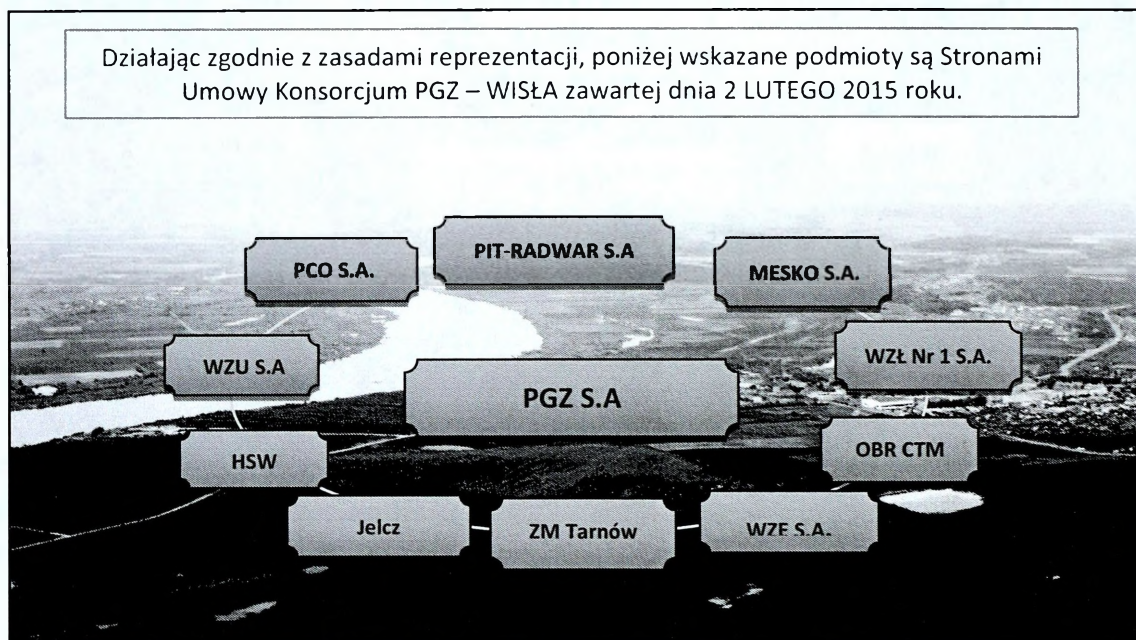 Działając zgodnie z zasadami reprezentacji, poniżej wskazane podmioty są Stronami
Umowy Konsorcjum PGZ – WISŁA zawartej dnia 2 LUTEGO 2015 roku.
PIT-RADWAR S.A
PCO S.A.
MESKO S.A.
WZU S.A
WZŁ Nr 1 S.A.
PGZ S.A
HSW
OBR CTM
Jelcz
ZM Tarnów
WZE S.A.